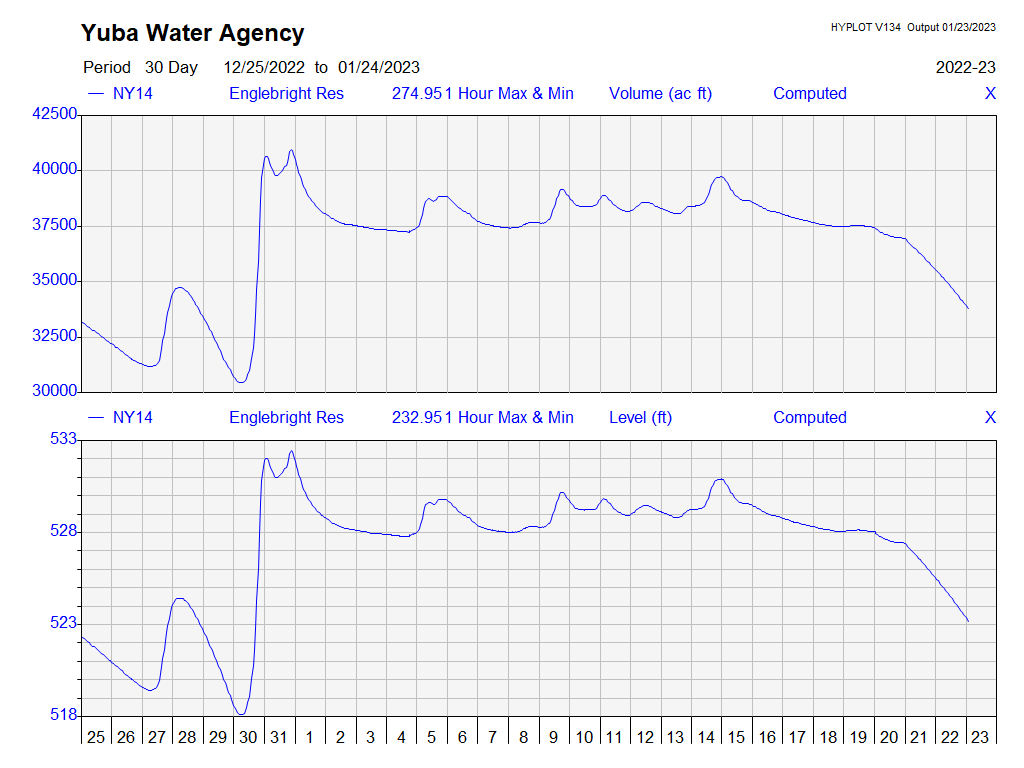 Yuba Water Agency
HYPLOT V134 Output 01/23/2023
Period 30 Day 12/25/2022 to 01/24/2023 2022-23
NY14 Englebright Res 274.951 Hour Max & Min Volume (ac ft) Computed X
42500
40000
37500
35000
32500
30000
NY14 Englebright Res 232.951 Hour Max & Min Level (ft) Computed X
533
528
523
518
25 26 27 28 29 30 31 1 2 3 4 5 6 7 8 9 10 11 12 13 14 15 16 17 18 19 20 21 22 23